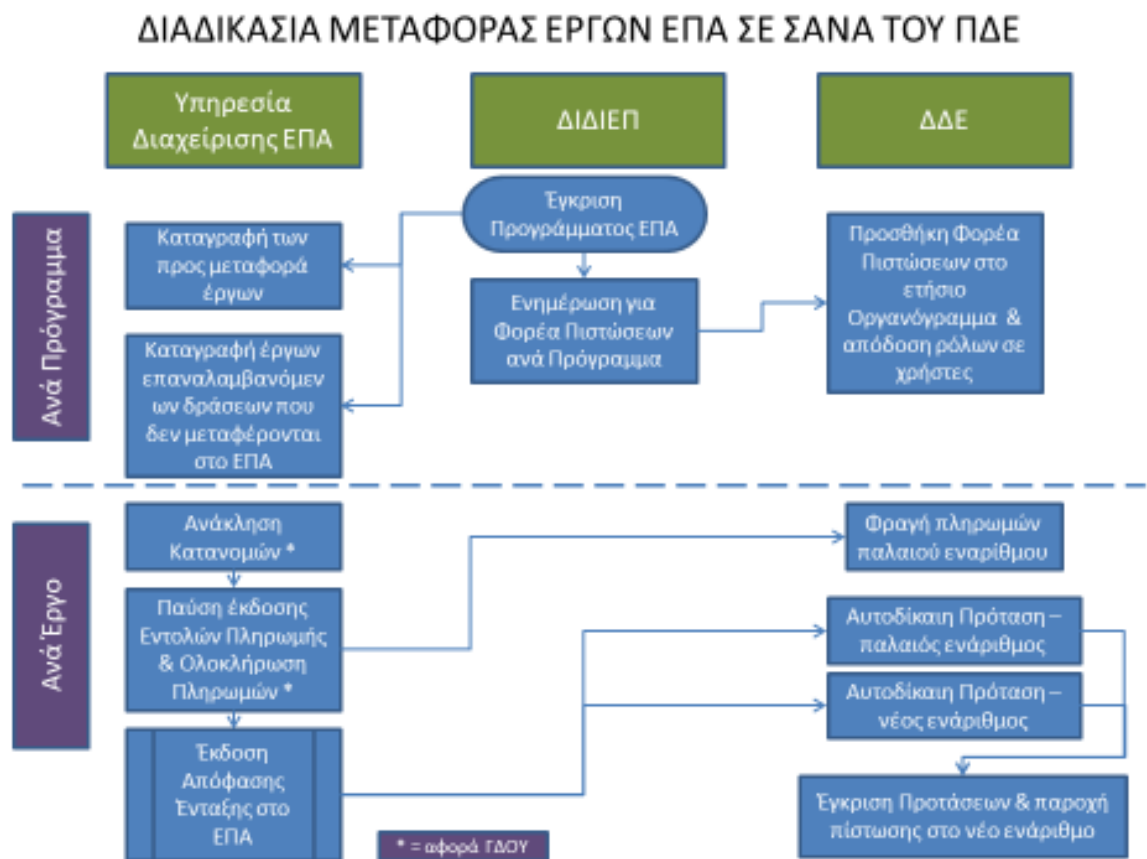 ΔΙΑΔΙΚΑΣΙΑ ΜΕΤΑΦΟΡΑΣ ΕΡΓΩΝ ΕΠΑ ΣΕ ΣΑΝΑ ΤΟΥ ΠΔΕ
Υπηρεσία
Διαχείρισης ΕΠΑ
ΔΙΔΙΕΠ
ΔΔΕ
Ανά Πρόγραμμα
Έγκριση
Προγράμματος ΕΠΑ
Καταγραφή των
προς μεταφορά
έργων
Ενημέρωση για
Φορέα Πιστώσεων
ανά Πρόγραμμα
Προσθήκη Φορέα
Πιστώσεων στο
ετήσιο
Οργανόγραμμα &
απόδοση ρόλων σε
χρήστες
Καταγραφή έργων
επαναλαμβανόμεν
ων δράσεων που
δεν μεταφέρονται
στο ΕΠΑ
Ανά Έργο
Ανάκληση
Κατανομών *
Φραγή πληρωμών
παλαιού εναρίθμου
Παύση έκδοσης
Εντολών Πληρωμής
& Ολοκλήρωση
Πληρωμών *
Αυτοδίκαιη Πρόταση –
παλαιός ενάριθμος
Αυτοδίκαιη Πρόταση –
νέος ενάριθμος
Έκδοση
Απόφασης
Ένταξης στο
ΕΠΑ
Έγκριση Προτάσεων & παροχή
πίστωσης στο νέο ενάριθμο
* = αφορά ΓΔΟΥ